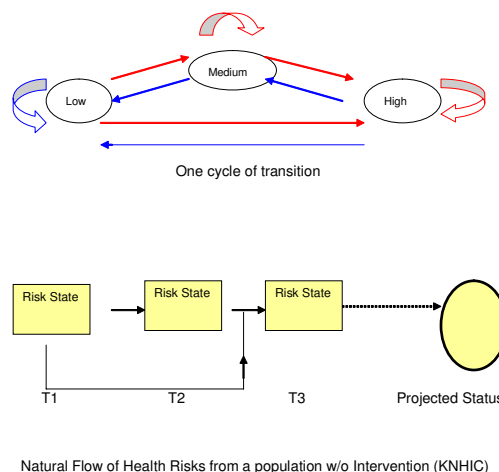 Medium
Low
High
One cycle of transition
Risk State
Risk State
Risk State
T1
T2
T3
Projected Status
Natural Flow of Health Risks from a population w/o Intervention (KNHIC)